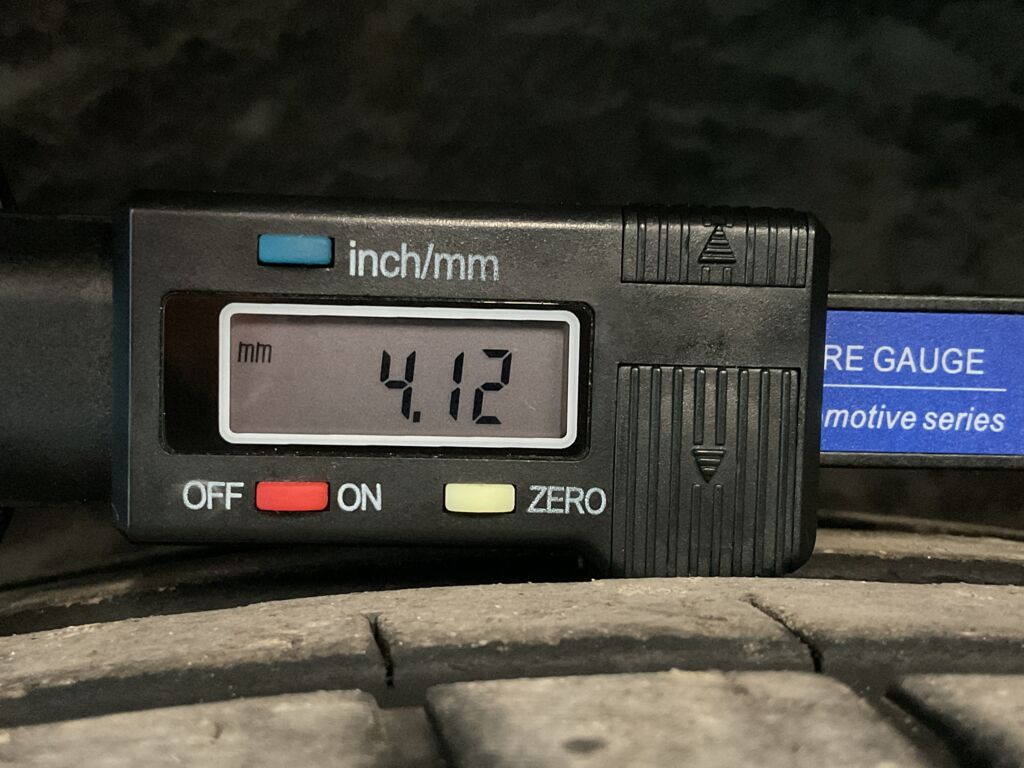 inch/mm
mm
4.12
OFF ON ZERO
RE GAUGE
motive series